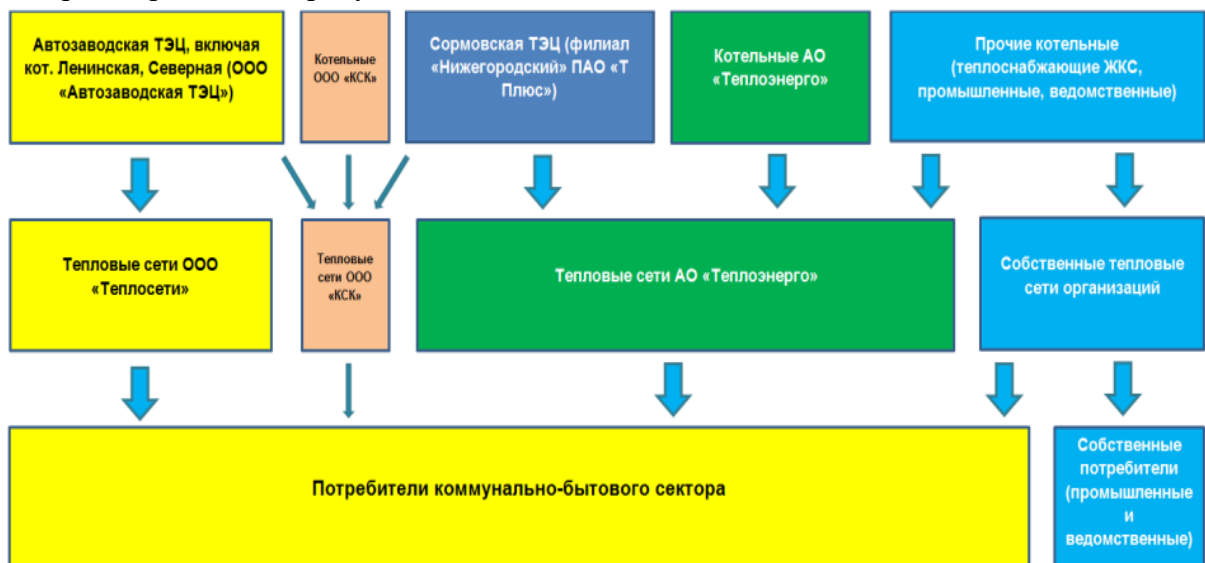 Автозаводская ТЭЦ, включая
кот. Ленинская, Северная (ООО
«Автозаводская ТЭЦ»)
Котельные
ООО «КСК»
Сормовская ТЭЦ (филиал
«Нижегородский» ПАО «Т
Плюс»)
Котельные АО
«Теплоэнерго»
Прочие котельные
(теплоснабжающие ЖКС,
промышленные, ведомственные)
Тепловые сети ООО
«Теплосети»
Тепловые
сети ООО
«КСК»
Тепловые сети АО «Теплоэнерго»
Собственные тепловые
сети организаций
Потребители коммунально-бытового сектора
Собственные
потребители
(промышленные
и
ведомственные)